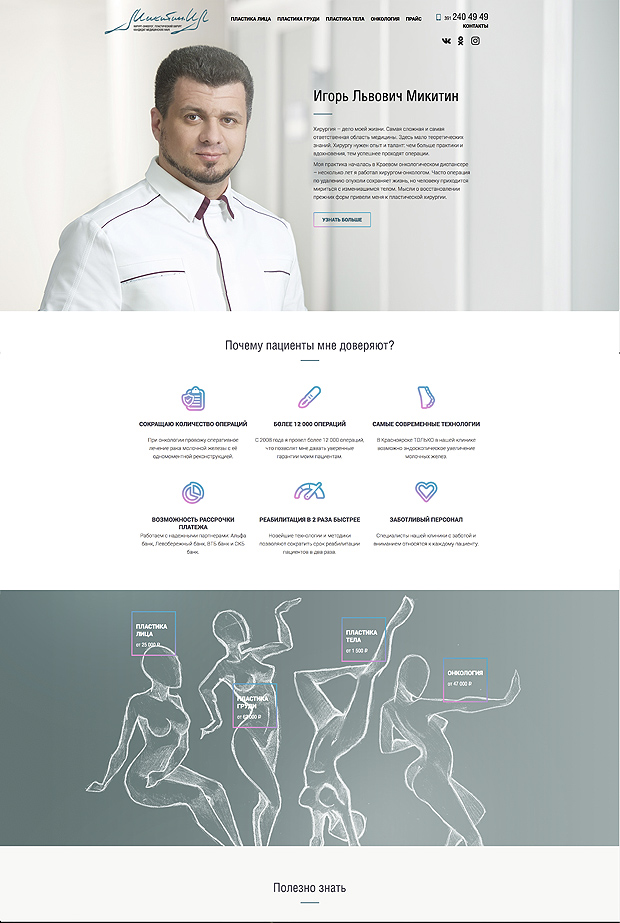 МикитинИЛ
ХИРУРГ-ОНКОЛОГ, ПЛАСТИЧЕСКИЙ ХИРУРГ
КАНДИДАТ МЕДИЦИНСКИХ НАУК
ПЛАСТИКА ЛИЦА ПЛАСТИКА ГРУДИ ПЛАСТИКА ТЕЛА ОНКОЛОГИЯ ПРАЙС
391 240 49 49
КОНТАКТЫ
Игорь Львович Микитин
Хирургия – дело моей жизни. Самая сложная и самая
ответственная область медицины. Здесь мало теоретических
знаний. Хирургу нужен опыт и талант: чем больше практики и
вдохновения, тем успешнее проходят операции.
Моя практика началась в Краевом онкологическом диспансере
– несколько лет я работал хирургом-онкологом. Часто операция
по удалению опухоли сохраняет жизнь, но человеку приходится
мириться с изменившимся телом. Мысли о восстановлении
прежних форм привели меня к пластической хирургии.
УЗНАТЬ БОЛЬШЕ
Почему пациенты мне доверяют?
СОКРАЩАЮ КОЛИЧЕСТВО ОПЕРАЦИЙ
При онкологии провожу оперативное
лечение рака молочной железы с её
одномоментной реконструкцией.
БОЛЕЕ 12 000 ОПЕРАЦИЙ
С 2008 года я провел более 12 000 операций,
что позволит мне давать уверенные
гарантии моим пациентам.
САМЫЕ СОВРЕМЕННЫЕ ТЕХНОЛОГИИ
В Красноярске ТОЛЬКО в нашей клинике
возможно эндоскопическое увеличение
молочных желез.
ВОЗМОЖНОСТЬ РАССРОЧКИ
ПЛАТЕЖА
Работаем с надежными партнерами: Альфа
банк, Левобережный банк, ВТБ банк и СКБ
банк.
РЕАБИЛИТАЦИЯ В 2 РАЗА БЫСТРЕЕ
Новейшие технологии и методики
позволяют сократить срок реабилитации
пациентов в два раза.
ЗАБОТЛИВЫЙ ПЕРСОНАЛ
Специалисты нашей клиники с заботой и
вниманием относятся к каждому пациенту.
ПЛАСТИКА
ЛИЦА
от 25 000 ₽
ПЛАСТИКА
ГРУДИ
ПЛАСТИКА
ТЕЛА
от 1 500 ₽
ОНКОЛОГИЯ
от 47 000 ₽
Полезно знать